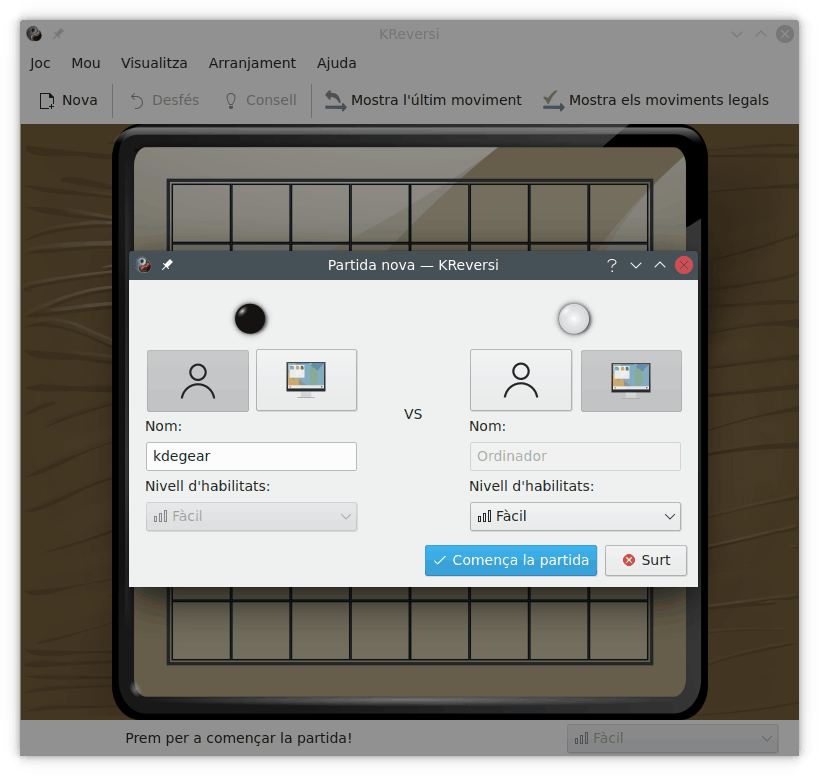 KReversi
Joc Mou Visualitza Arranjament Ajuda
Nova Desfés Consell Mostra l'últim moviment Mostra els moviments legals
Partida nova — KReversi
VS
Nom: Nom:
kdegear Ordinador
Nivell d'habilitats: Nivell d'habilitats:
Fàcil Fàcil
Comença la partida Surt
Prem per a començar la partida! Fàcil